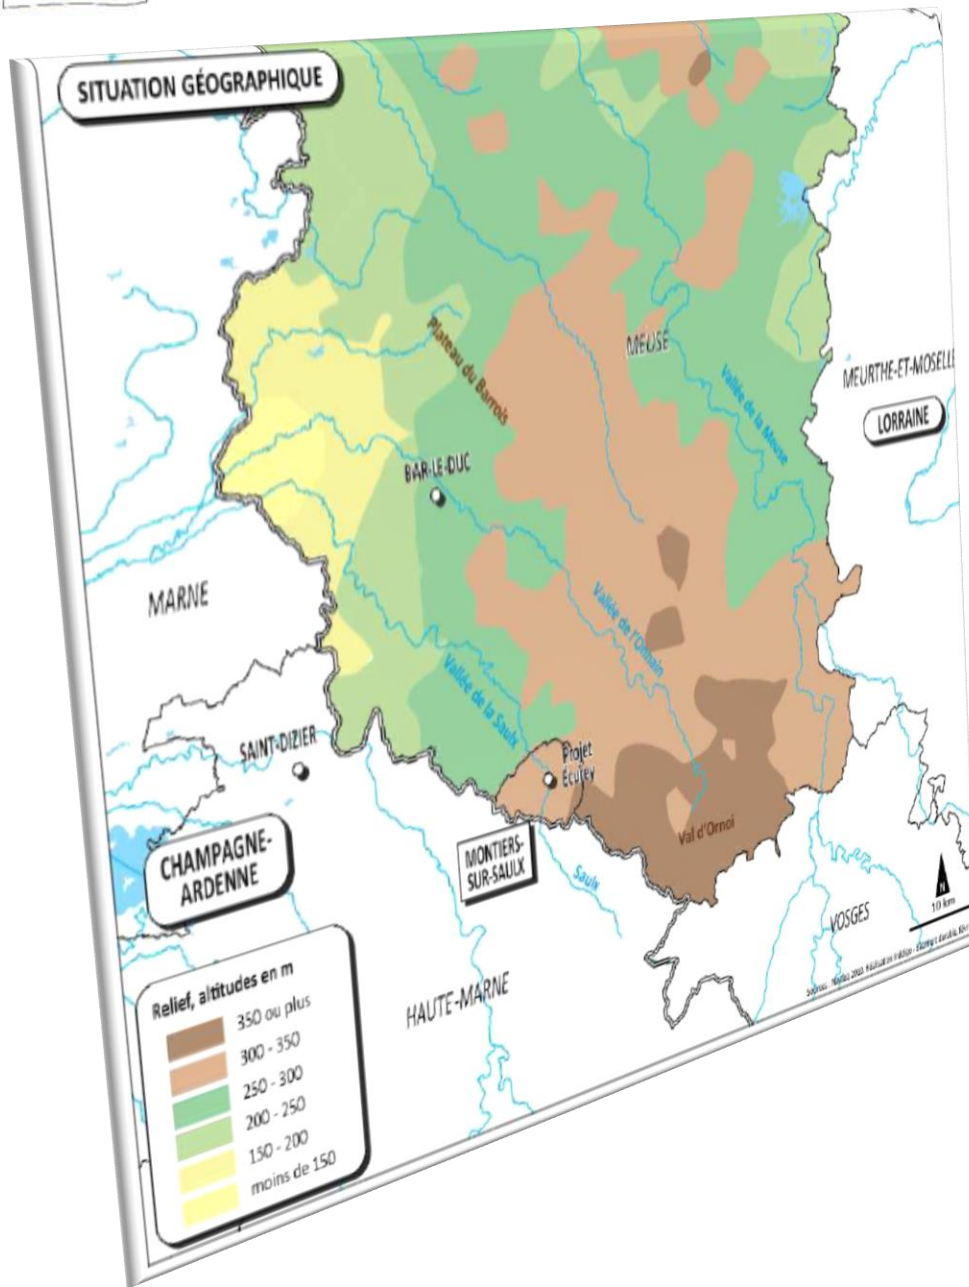 SITUATION GÉOGRAPHIQUE
Plateau du Barrois
MEUSE
Vallée de la Meuse
MEURTHE-ET-MOSELLE
LORRAINE
BAR-LE-DUC
MARNE
Vallée de l'Ornain
Vallée de la Saulx
SAINT-DIZIER
Projet
Écurey
Val d'Ornoi
CHAMPAGNE-
ARDENNE
MONTIERS-
SUR-SAULX
Saulx
VOSGES
N
10 km
HAUTE-MARNE
Relief, altitudes en m
350 ou plus
300 - 350
250 - 300
200 - 250
150 - 200
moins de 150